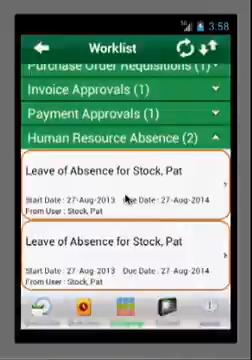 3:58
Worklist
Purchase Order Requisitions (1)
Invoice Approvals (1)
Payment Approvals (1)
Human Resource Absence (2)
Leave of Absence for Stock, Pat
Start Date : 27-Aug-2013 Due Date : 27-Aug-2014
From User : Stock, Pat
Leave of Absence for Stock, Pat
Start Date : 27-Aug-2013 Due Date : 27-Aug-2014
From User : Stock, Pat